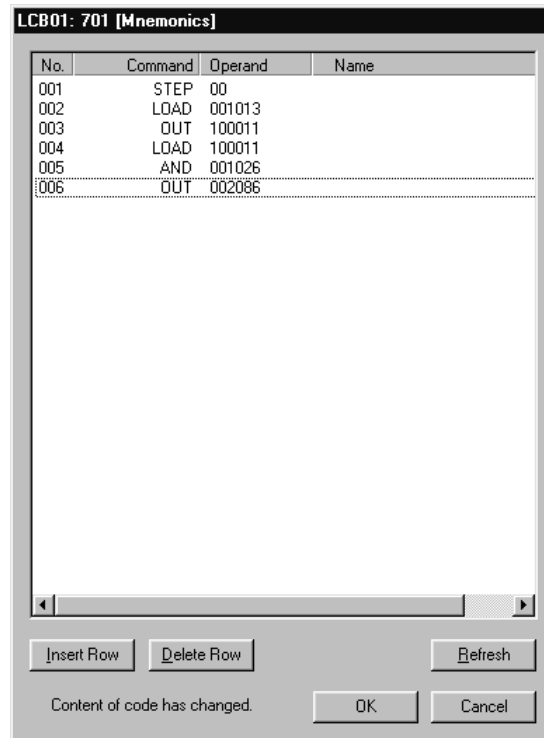 LCB01: 701 [Mnemonics]
No. Command Operand Name
001 STEP 00
002 LOAD 001013
003 OUT 100011
004 LOAD 100011
005 AND 001026
006 OUT 002086
Insert Row Delete Row Refresh
Content of code has changed. OK Cancel